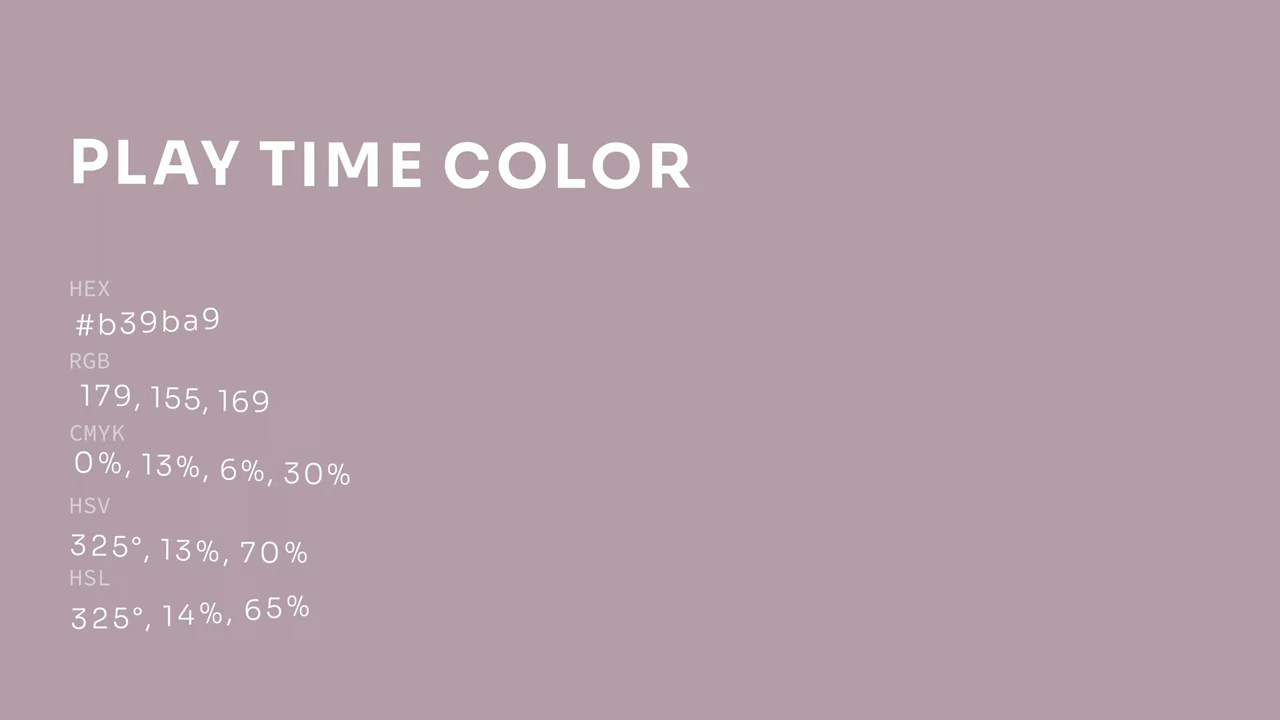 PLAY TIME COLOR
HEX
#b39ba9
RGB
179, 155, 169
CMYK
0%, 13%, 6%, 30%
HSV
325°, 13%, 70%
HSL
325°, 14%, 65%